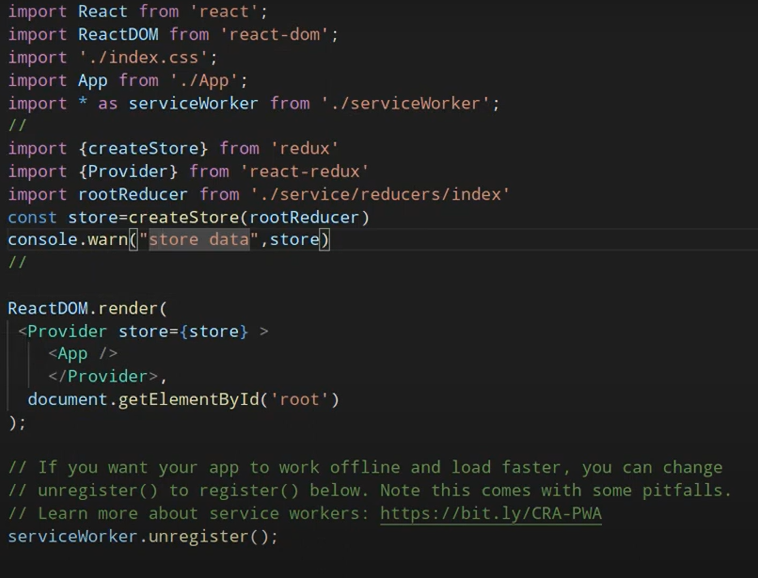 import React from 'react';
import ReactDOM from 'react-dom';
import './index.css';
import App from './App';
import * as serviceWorker from './serviceWorker';
//
import {createStore} from 'redux'
import {Provider} from 'react-redux'
import rootReducer from './service/reducers/index'
const store=createStore(rootReducer)
console.warn("store data",store)
//

ReactDOM.render(
 <Provider store={store} >
    <App />
    </Provider>,
  document.getElementById('root')
);

// If you want your app to work offline and load faster, you can change
// unregister() to register() below. Note this comes with some pitfalls.
// Learn more about service workers: https://bit.ly/CRA-PWA
serviceWorker.unregister();